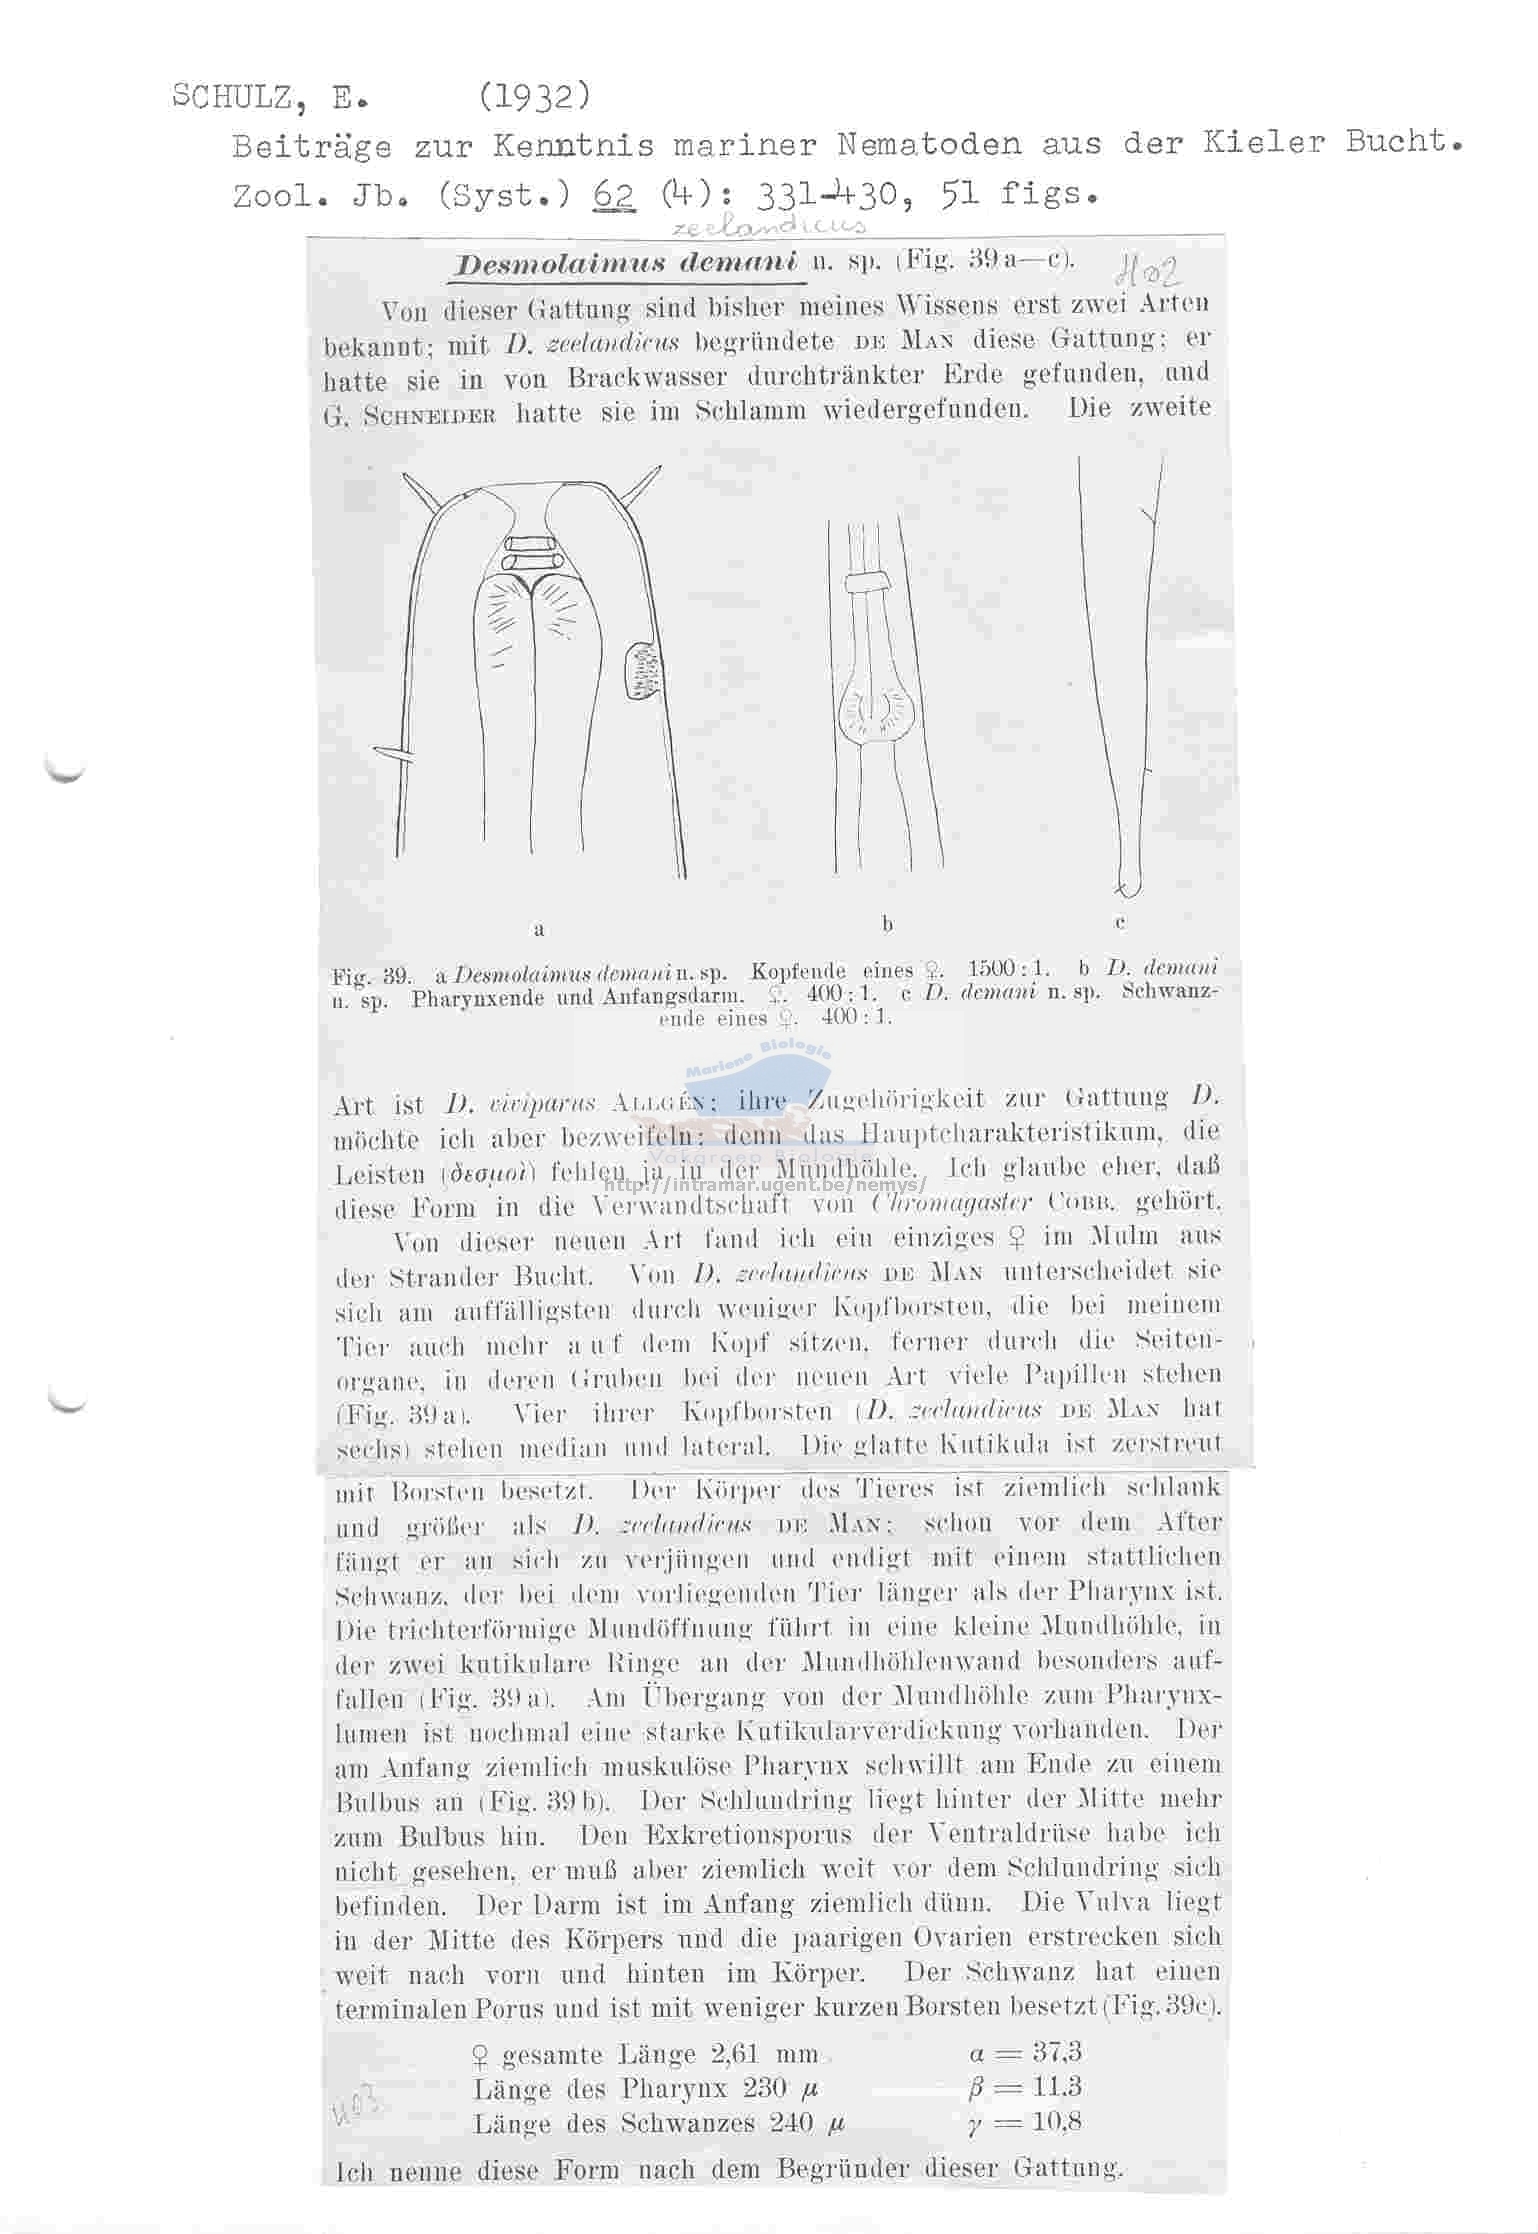 SCHULZ, E. (1932)
Beiträge zur Kenntnis mariner Nematoden aus der Kieler Bucht.
Zool. Jb. (Syst.) 62 (4): 331-430, 51 figs.
zeelandicus
Desmolaimus demani n. sp. (Fig. 39 a—c).
Von dieser Gattung sind bisher meines Wissens erst zwei Arten
bekannt; mit D. zeelandicus begründete DE MAN diese Gattung; er
hatte sie in von Brackwasser durchtränkter Erde gefunden, und
G. SCHNEIDER hatte sie im Schlamm wiedergefunden. Die zweite
a b c
Fig. 39. a Desmolaimus demani n. sp. Kopfende eines ♀. 1500:1. b D. demani
n. sp. Pharynxende und Anfangsdarm. ♀. 400:1. c D. demani n. sp. Schwanz-
ende eines ♀. 400:1.
Mariene Biologie
Art ist D. viviparus ALLGÉN; ihre Zugehörigkeit zur Gattung D.
möchte ich aber bezweifeln; denn das Hauptcharakteristikum, die
Vakgroep Biologie
Leisten (δεσμοὶ) fehlen ja in der Mundhöhle. Ich glaube eher, daß
http://intramar.ugent.be/nemys/
diese Form in die Verwandtschaft von Chromagaster COBB. gehört.
Von dieser neuen Art fand ich ein einziges ♀ im Mulm aus
der Strander Bucht. Von D. zeelandicus DE MAN unterscheidet sie
sich am auffälligsten durch weniger Kopfborsten, die bei meinem
Tier auch mehr auf dem Kopf sitzen, ferner durch die Seiten-
organe, in deren Gruben bei der neuen Art viele Papillen stehen
(Fig. 39 a). Vier ihrer Kopfborsten (D. zeelandicus DE MAN hat
sechs) stehen median und lateral. Die glatte Kutikula ist zerstreut
mit Borsten besetzt. Der Körper des Tieres ist ziemlich schlank
und größer als D. zeelandicus DE MAN; schon vor dem After
fängt er an sich zu verjüngen und endigt mit einem stattlichen
Schwanz, der bei dem vorliegenden Tier länger als der Pharynx ist.
Die trichterförmige Mundöffnung führt in eine kleine Mundhöhle, in
der zwei kutikulare Ringe an der Mundhöhlenwand besonders auf-
fallen (Fig. 39 a). Am Übergang von der Mundhöhle zum Pharynx-
lumen ist nochmal eine starke Kutikularverdickung vorhanden. Der
am Anfang ziemlich muskulöse Pharynx schwillt am Ende zu einem
Bulbus an (Fig. 39 b). Der Schlundring liegt hinter der Mitte mehr
zum Bulbus hin. Den Exkretionsporus der Ventraldrüse habe ich
nicht gesehen, er muß aber ziemlich weit vor dem Schlundring sich
befinden. Der Darm ist im Anfang ziemlich dünn. Die Vulva liegt
in der Mitte des Körpers und die paarigen Ovarien erstrecken sich
weit nach vorn und hinten im Körper. Der Schwanz hat einen
terminalen Porus und ist mit weniger kurzen Borsten besetzt (Fig. 39c).
♀ gesamte Länge 2,61 mm α = 37,3
Länge des Pharynx 230 μ β = 11.3
Länge des Schwanzes 240 μ γ = 10,8
Ich nenne diese Form nach dem Begründer dieser Gattung.